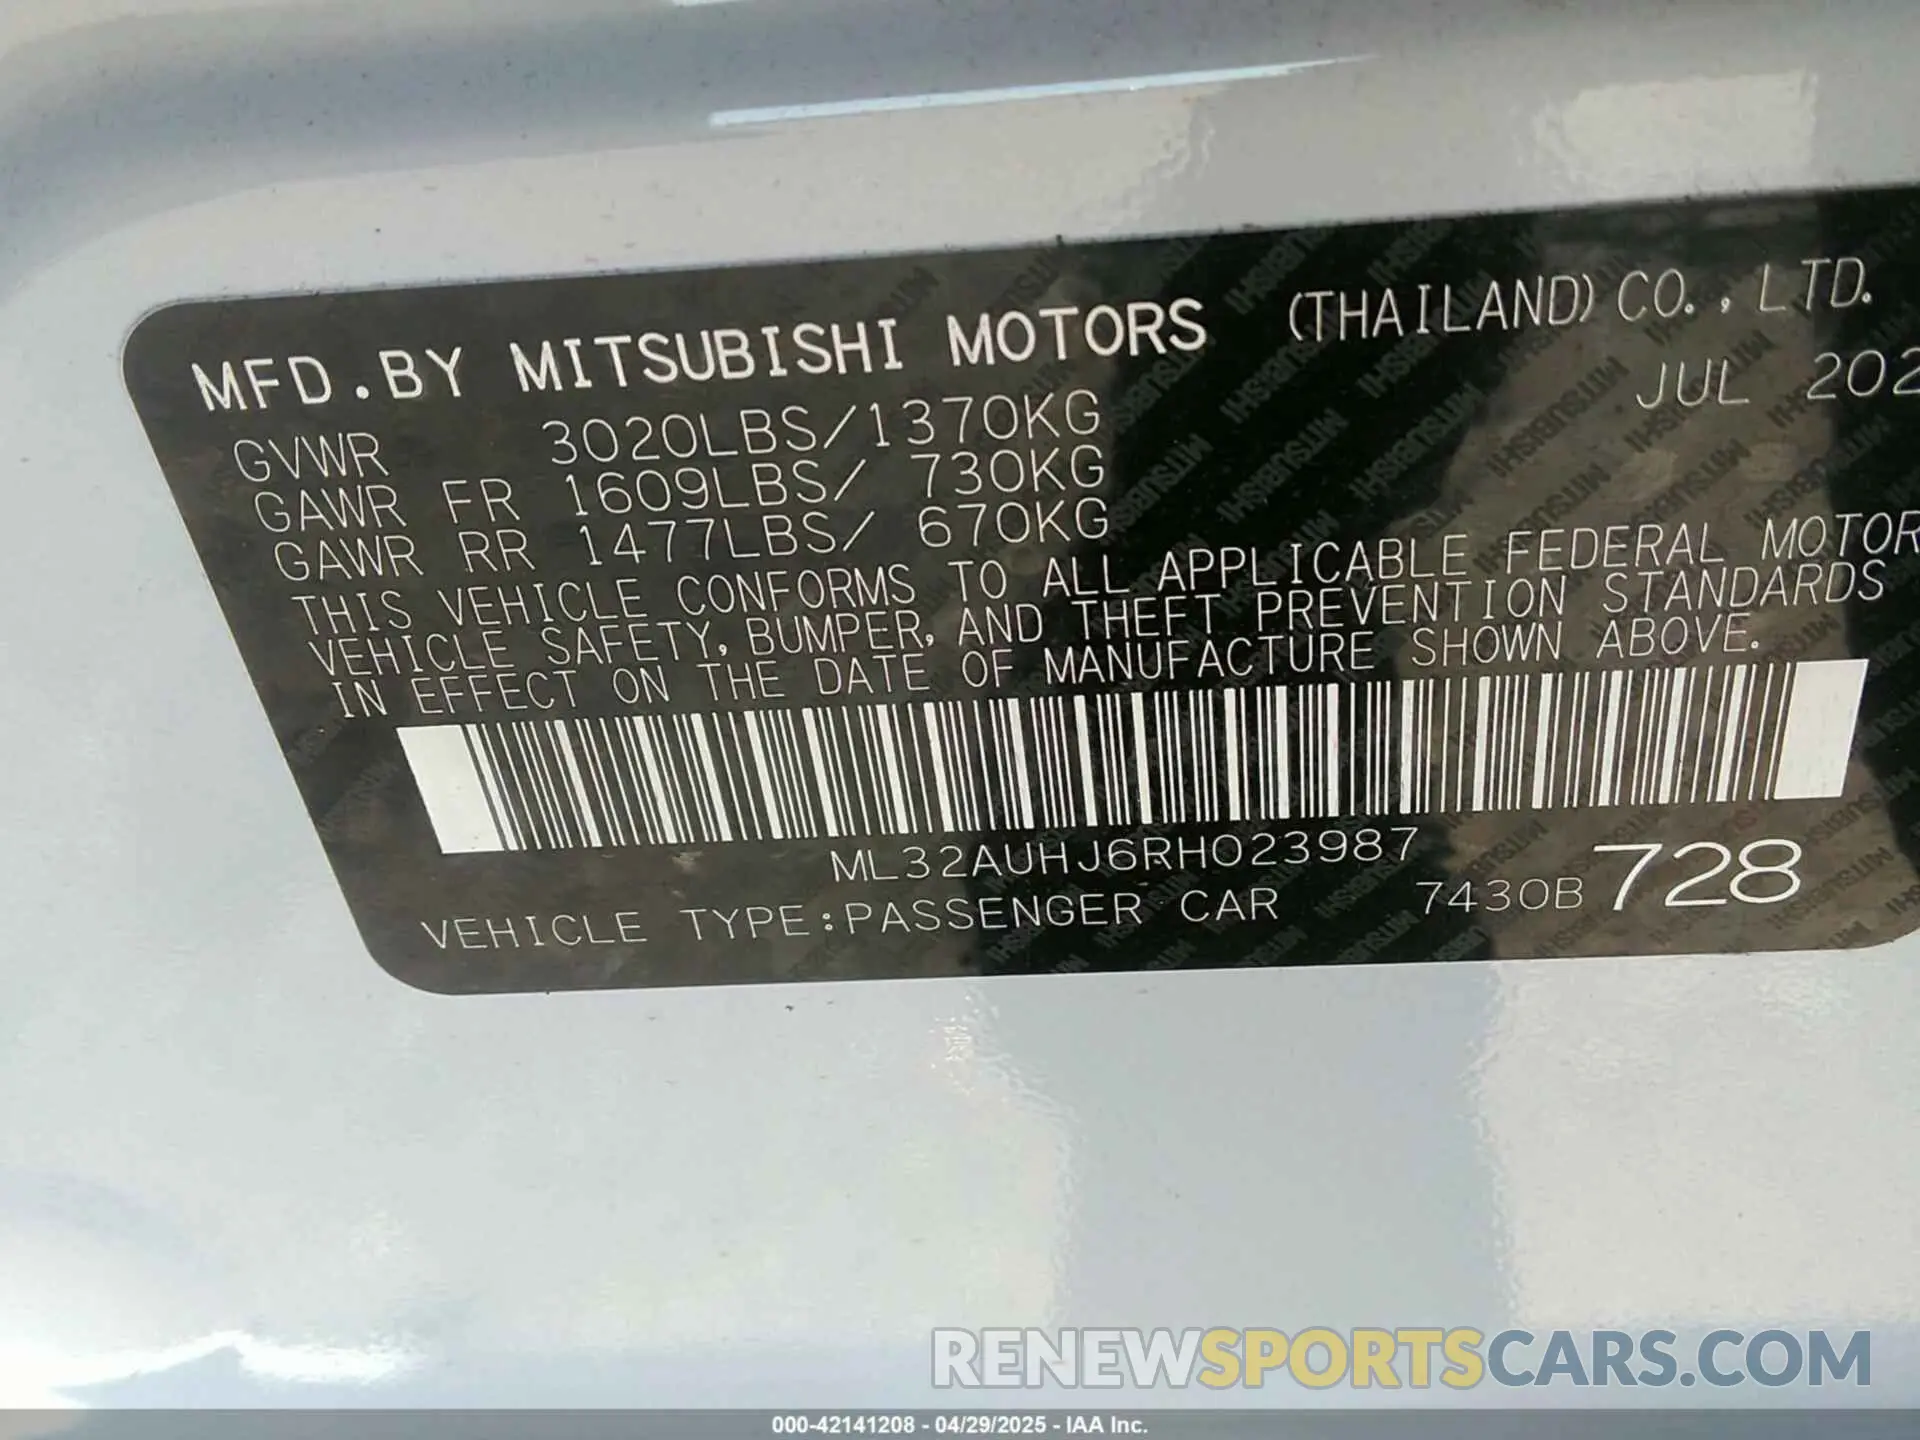 MFD.BY MITSUBISHI MOTORS (THAILAND) CO., LTD.
JUL 202
GVWR 3020LBS/1370KG
GAWR FR 1609LBS/ 730KG
GAWR RR 1477LBS/ 670KG
THIS VEHICLE CONFORMS TO ALL APPLICABLE FEDERAL MOTOR
VEHICLE SAFETY, BUMPER, AND THEFT PREVENTION STANDARDS
IN EFFECT ON THE DATE OF MANUFACTURE SHOWN ABOVE.
ML32AUHJ6RH023987
VEHICLE TYPE:PASSENGER CAR 7430B 728
RENEWSPORTSCARS.COM
000-42141208 - 04/29/2025 - IAA Inc.